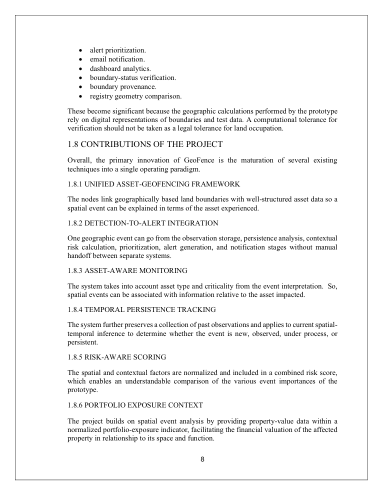 • alert prioritization.
• email notification.
• dashboard analytics.
• boundary-status verification.
• boundary provenance.
• registry geometry comparison.
These become significant because the geographic calculations performed by the prototype
rely on digital representations of boundaries and test data. A computational tolerance for
verification should not be taken as a legal tolerance for land occupation.
1.8 CONTRIBUTIONS OF THE PROJECT
Overall, the primary innovation of GeoFence is the maturation of several existing
techniques into a single operating paradigm.
1.8.1 UNIFIED ASSET-GEOFENCING FRAMEWORK
The nodes link geographically based land boundaries with well-structured asset data so a
spatial event can be explained in terms of the asset experienced.
1.8.2 DETECTION-TO-ALERT INTEGRATION
One geographic event can go from the observation storage, persistence analysis, contextual
risk calculation, prioritization, alert generation, and notification stages without manual
handoff between separate systems.
1.8.3 ASSET-AWARE MONITORING
The system takes into account asset type and criticality from the event interpretation. So,
spatial events can be associated with information relative to the asset impacted.
1.8.4 TEMPORAL PERSISTENCE TRACKING
The system further preserves a collection of past observations and applies to current spatial-
temporal inference to determine whether the event is new, observed, under process, or
persistent.
1.8.5 RISK-AWARE SCORING
The spatial and contextual factors are normalized and included in a combined risk score,
which enables an understandable comparison of the various event importances of the
prototype.
1.8.6 PORTFOLIO EXPOSURE CONTEXT
The project builds on spatial event analysis by providing property-value data within a
normalized portfolio-exposure indicator, facilitating the financial valuation of the affected
property in relationship to its space and function.
8